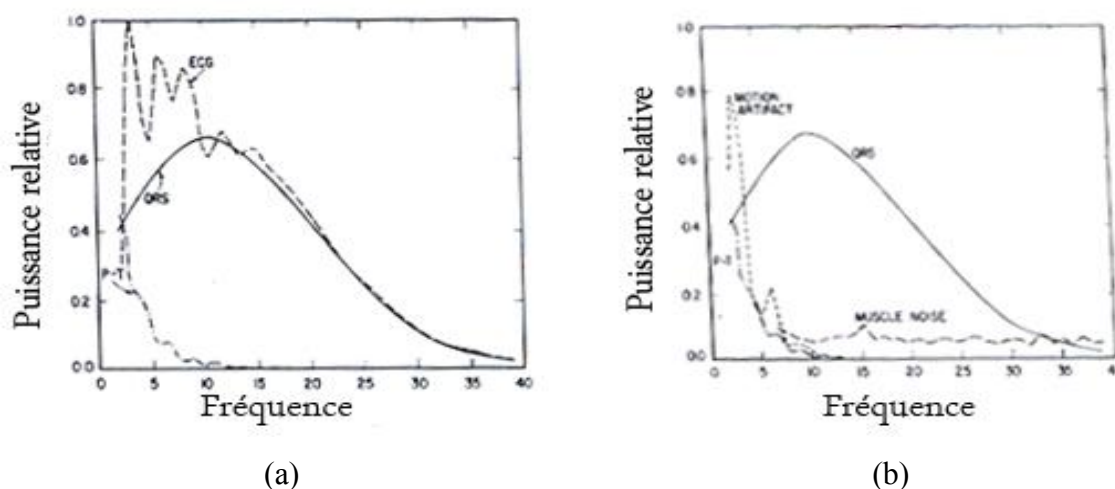 1.0
0.8
0.6
0.4
0.2
0.0
ECG
QRS
P-T
0 5 10 15 20 25 30 35 40
Puissance relative
Fréquence
(a)
1.0
0.8
0.6
0.4
0.2
0.0
MOTION
ARTIFACT
QRS
P-T
MUSCLE NOISE
0 5 10 15 20 25 30 40
Puissance relative
Fréquence
(b)